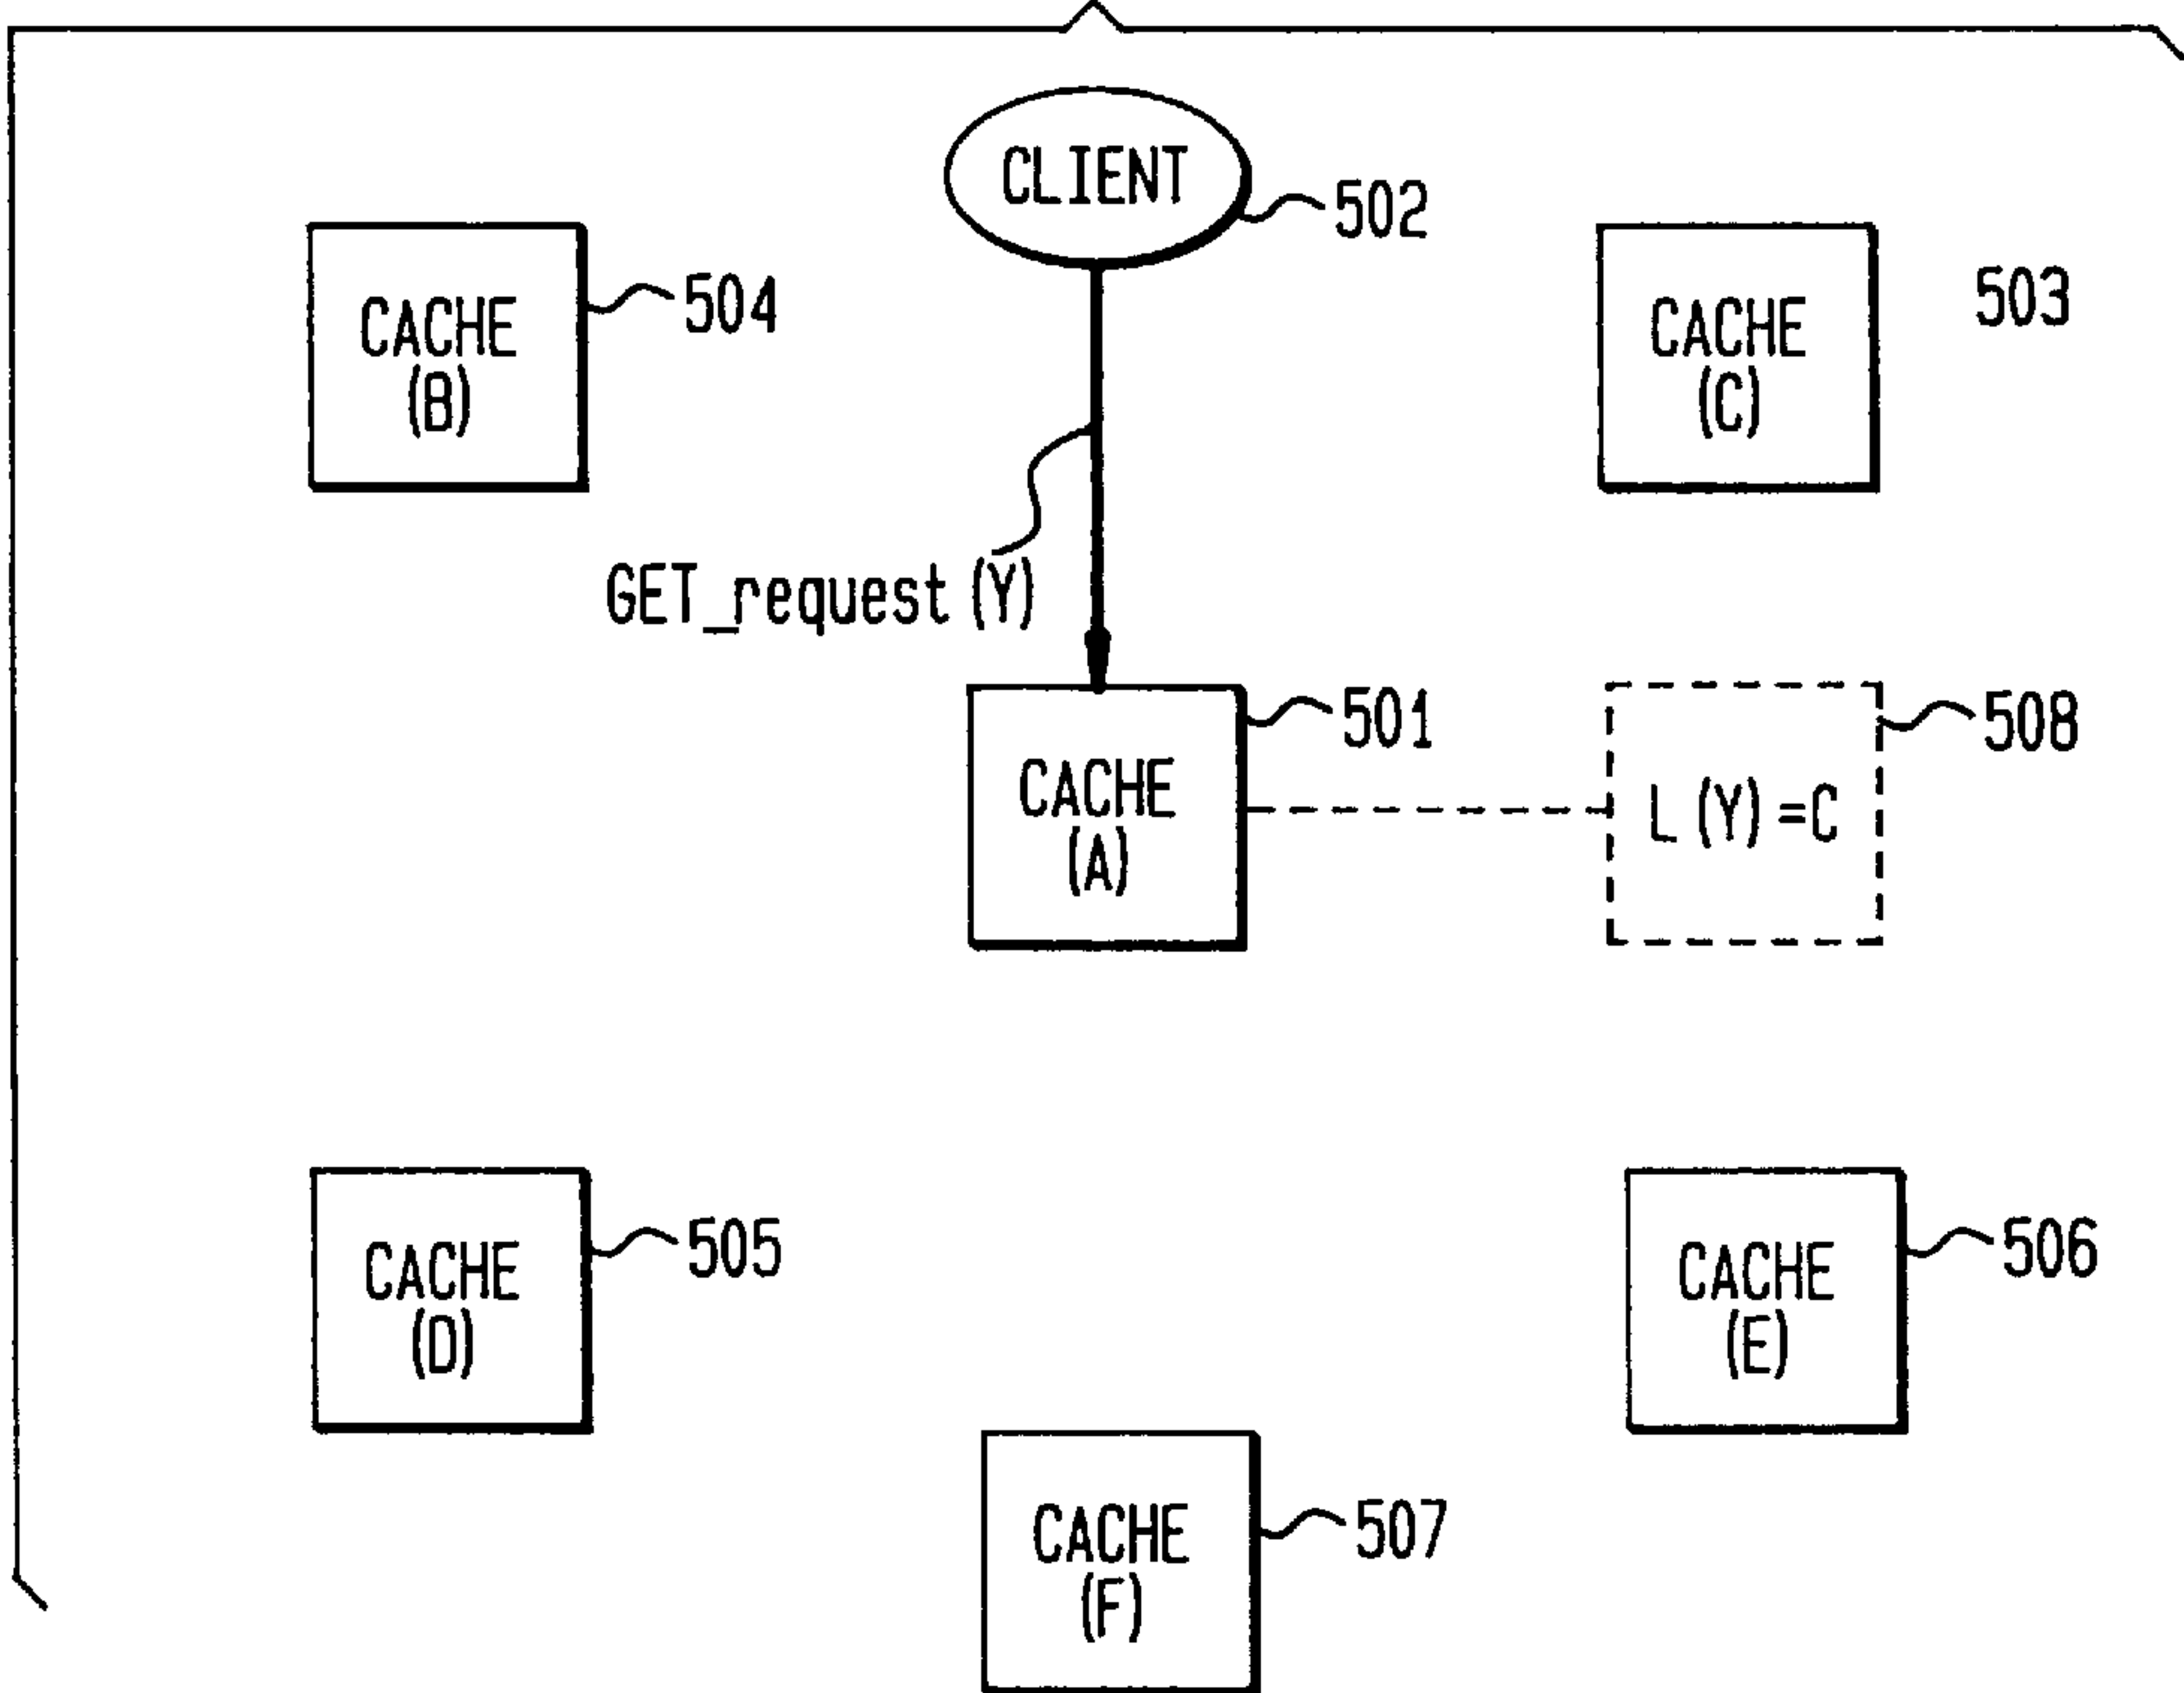 CLIENT
502
CACHE
(B)
504
CACHE
(C)
503
GET_request (Y)
CACHE
(A)
501
L (Y) =C
508
CACHE
(D)
505
CACHE
(E)
506
CACHE
(F)
507